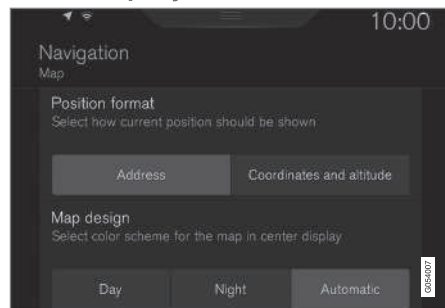 10:00
Navigation
Map
Position format
Select how current position should be shown
Address
Coordinates and altitude
Map design
Select color scheme for the map in center display
Day
Night
Automatic
G054007